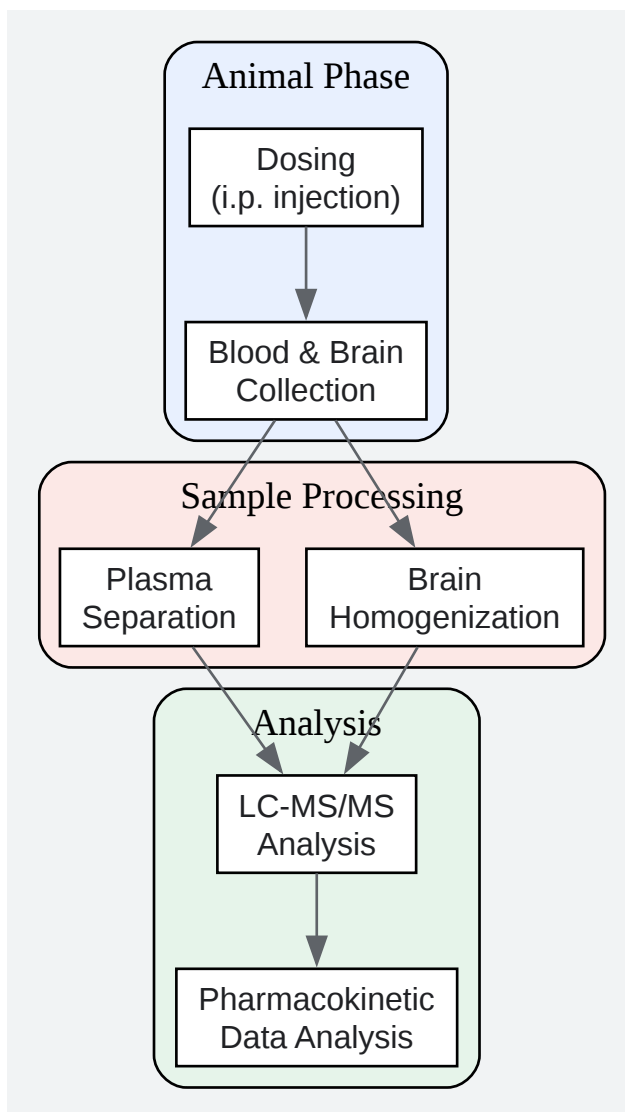 Animal Phase
Dosing
(i.p. injection)
Blood & Brain
Collection
Sample Processing
Plasma
Separation
Brain
Homogenization
Analysis
LC-MS/MS
Analysis
Pharmacokinetic
Data Analysis